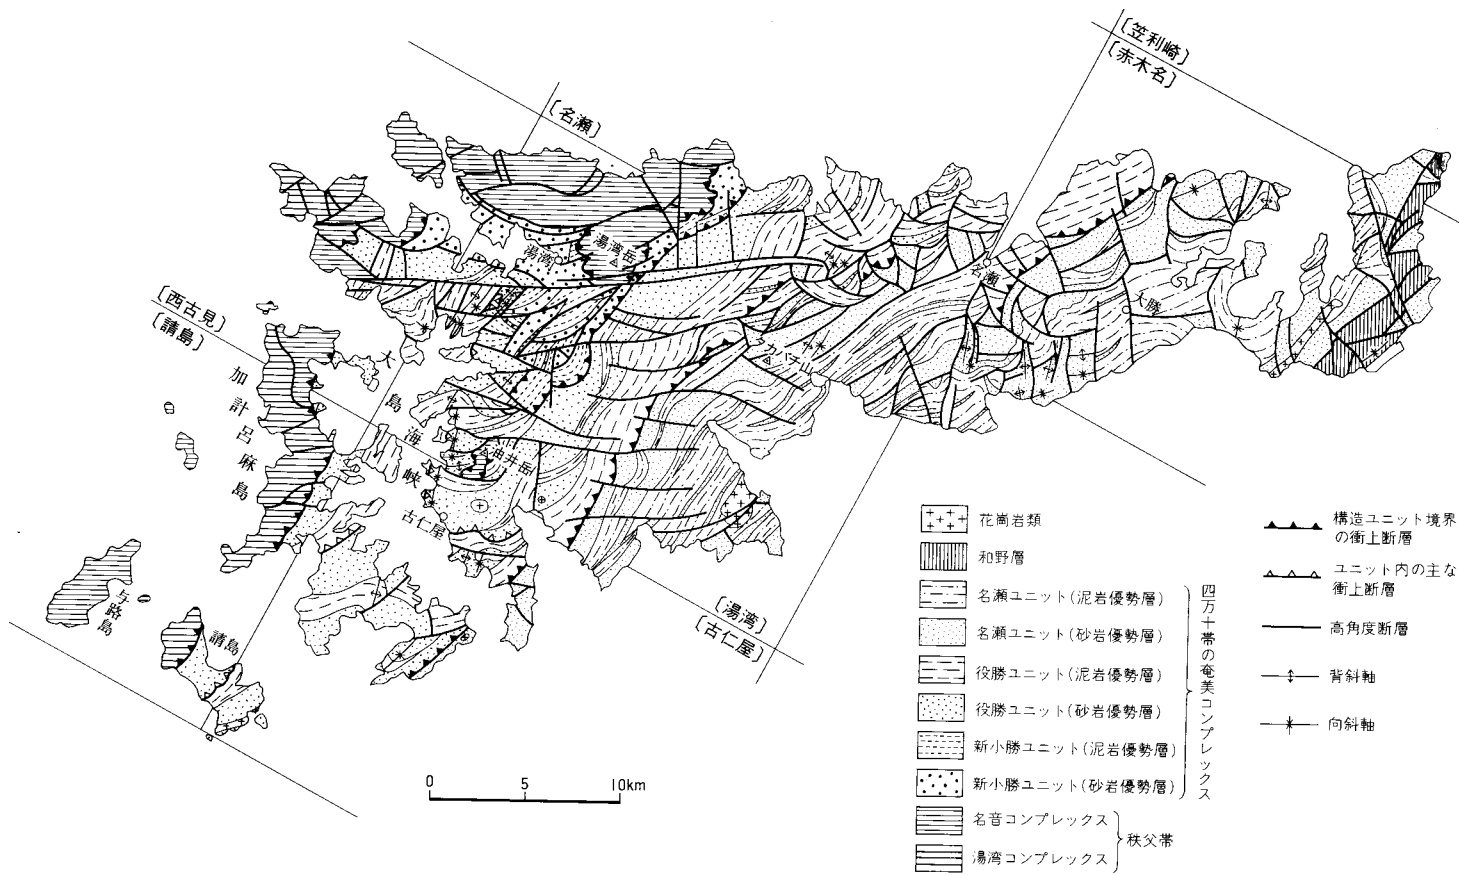 〔笠利崎〕
〔赤木名〕
〔名瀬〕
湯湾
湯湾岳
〔西古見〕
〔請島〕
大島海峡
加計呂麻島
名瀬
大勝
油井岳
古仁屋
与路島
請島
〔湯湾〕
〔古仁屋〕
0 5 10km
花崗岩類
和野層
名瀬ユニット(泥岩優勢層)
名瀬ユニット(砂岩優勢層)
役勝ユニット(泥岩優勢層)
役勝ユニット(砂岩優勢層)
新小勝ユニット(泥岩優勢層)
新小勝ユニット(砂岩優勢層)
四万十帯の奄美コンプレックス
名音コンプレックス
湯湾コンプレックス
秩父帯
構造ユニット境界
の衝上断層
ユニット内の主な
衝上断層
高角度断層
背斜軸
向斜軸